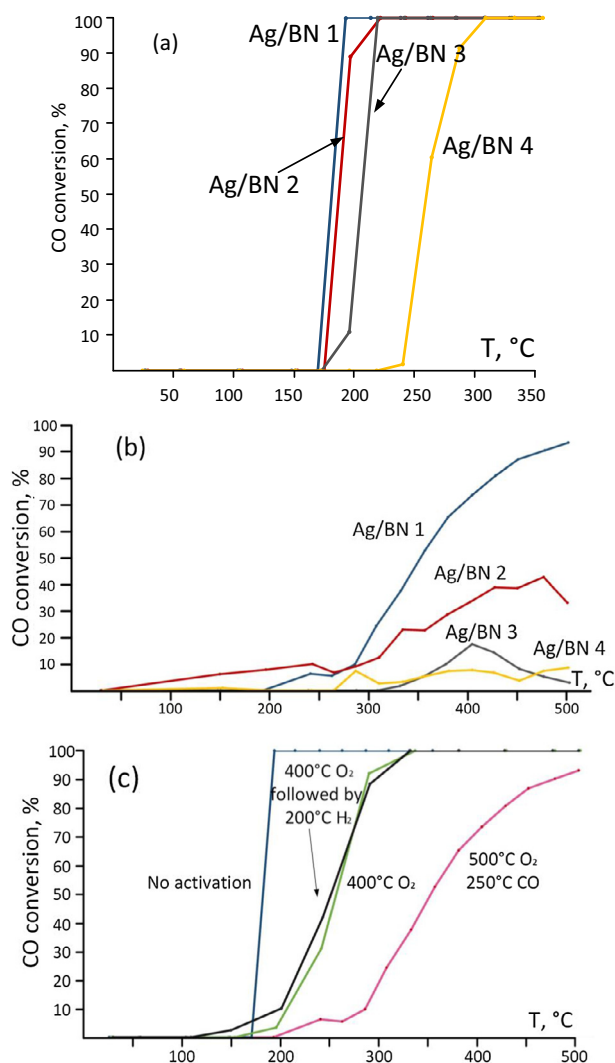 (a)
CO conversion, %
100
90
80
70
60
50
40
30
20
10
Ag/BN 1
Ag/BN 3
Ag/BN 4
Ag/BN 2
T, °C
50
100
150
200
250
300
350
(b)
CO conversion, %
100
90
80
70
60
50
40
30
20
10
Ag/BN 1
Ag/BN 2
Ag/BN 3
Ag/BN 4
T, °C
100
200
300
400
500
(c)
CO conversion, %
100
90
80
70
60
50
40
30
20
10
400°C O₂
followed by
200°C H₂
No activation
400°C O₂
500°C O₂
250°C CO
T, °C
100
200
300
400
500